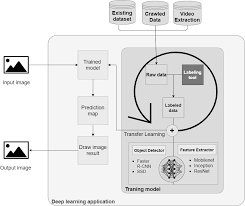 Existing
dataset
Crawled
Data
Video
Extraction
Input image
Trained
model
Raw data
Labeling
tool
Labeled
data
Prediction
map
Transfer Learning
Draw image
result
Output image
Object Detector
• Faster
R-CNN
• SSD
Feature Extractor
• Mobilenet
• Inception
• ResNet
Traning model
Deep learning application